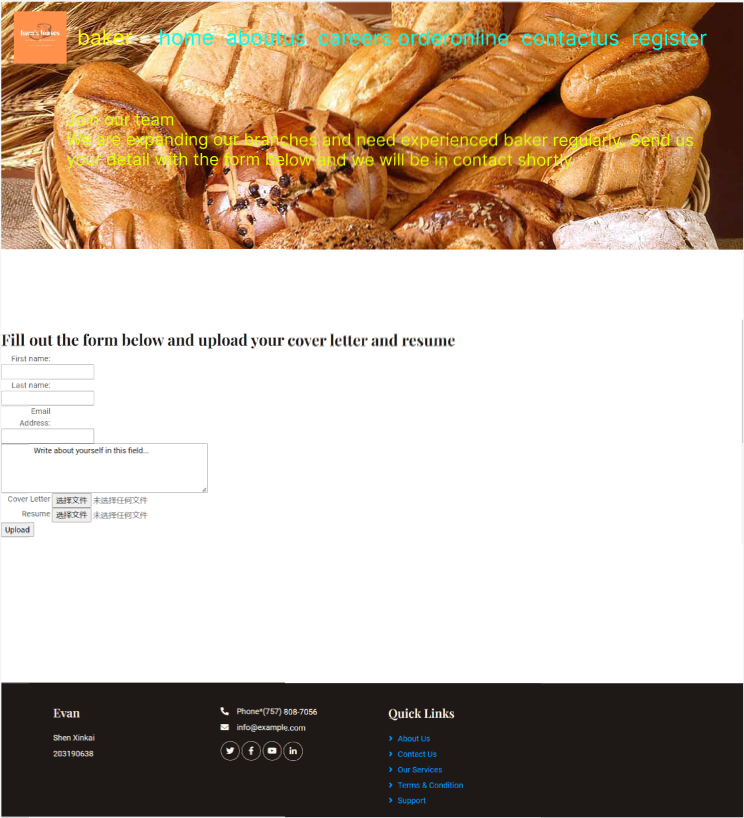 baker
home aboutus careers orderonline contactus register
Join our team
We are expanding our branches and need experienced baker regularly. Send us
your detail with the form below and we will be in contact shortly
Fill out the form below and upload your cover letter and resume
First name:
Last name:
Email
Address:
Write about yourself in this field...
Cover Letter 选择文件 未选择任何文件
Resume 选择文件 未选择任何文件
Upload
Evan
Shen Xinkai
203190638
Phone*(757) 808-7056
info@example.com
Quick Links
About Us
Contact Us
Our Services
Terms & Condition
Support